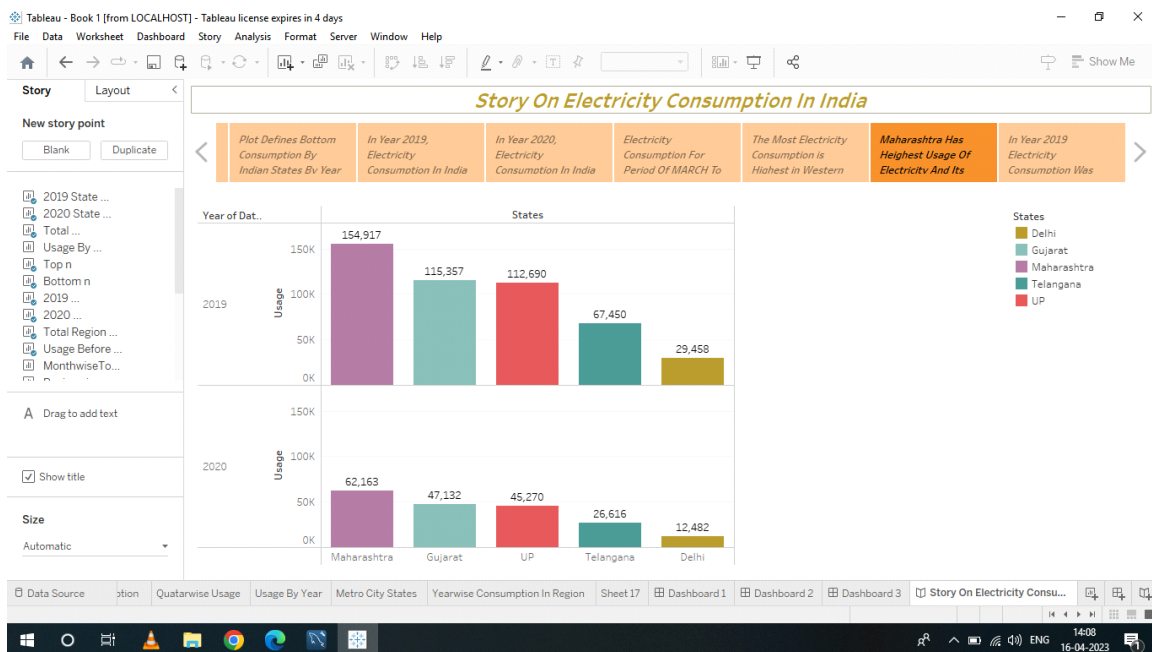 Tableau - Book 1 [from LOCALHOST] - Tableau license expires in 4 days
File Data Worksheet Dashboard Story Analysis Format Server Window Help
Show Me
Story Layout
New story point
Blank Duplicate
2019 State ...
2020 State ...
Total ...
Usage By ...
Top n
Bottom n
2019 ...
2020 ...
Total Region ...
Usage Before ...
MonthwiseTo...
A Drag to add text
Show title
Size
Automatic
Story On Electricity Consumption In India
Plot Defines Bottom
Consumption By
Indian States By Year
In Year 2019,
Electricity
Consumption In India
In Year 2020,
Electricity
Consumption In India
Electricity
Consumption For
Period Of MARCH To
The Most Electricity
Consumption is
Highest in Western
Maharashtra Has
Heighest Usage Of
Electricity And Its
In Year 2019
Electricity
Consumption Was
Year of Dat..
States
2019
Usage
150K
100K
50K
0K
154,917
115,357
112,690
67,450
29,458
2020
Usage
150K
100K
50K
0K
62,163
47,132
45,270
26,616
12,482
Maharashtra Gujarat UP Telangana Delhi
States
Delhi
Gujarat
Maharashtra
Telangana
UP
Data Source ption Quatarwise Usage Usage By Year Metro City States Yearwise Consumption In Region Sheet 17 Dashboard 1 Dashboard 2 Dashboard 3 Story On Electricity Consu...
ENG
14:08
16-04-2023
1